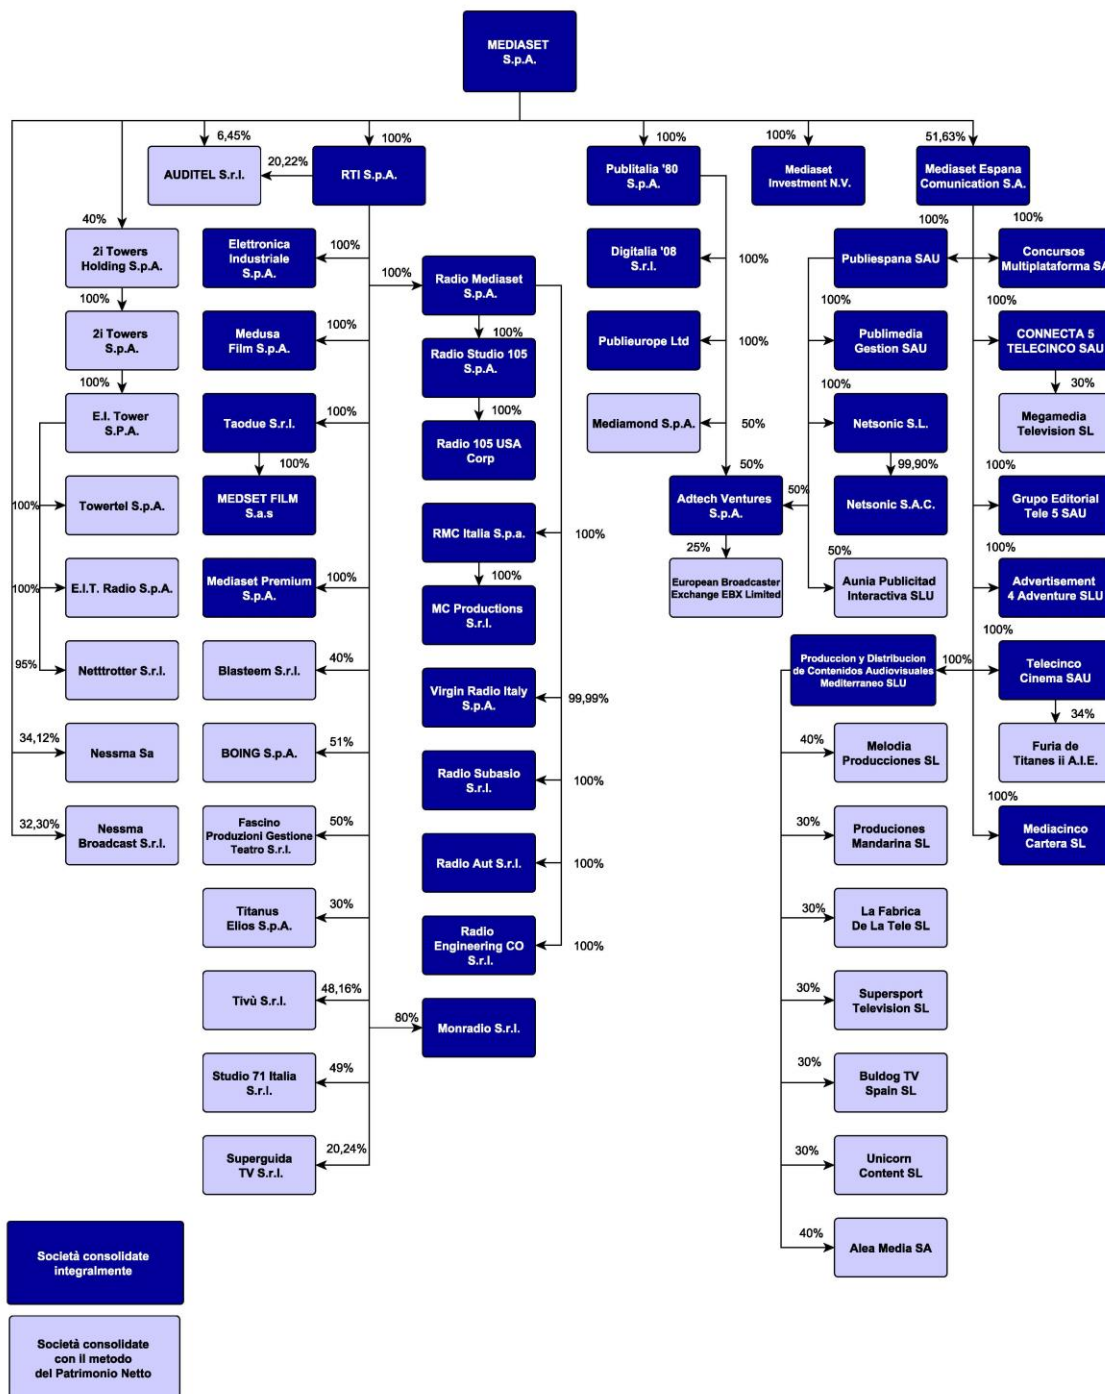 MEDIASET
S.p.A.
6,45%
100%
100%
100%
51,63%
AUDITEL S.r.l.
20,22%
RTI S.p.A.
Publitalia '80
S.p.A.
Mediaset
Investment N.V.
Mediaset Espana
Comunication S.A.
40%
2i Towers
Holding S.p.A.
100%
2i Towers
S.p.A.
100%
E.I. Tower
S.P.A.
100%
Towertel S.p.A.
100%
E.I.T. Radio S.p.A.
95%
Netttrotter S.r.l.
34,12%
Nessma Sa
32,30%
Nessma
Broadcast S.r.l.
Elettronica
Industriale
S.p.A.
100%
Medusa
Film S.p.A.
100%
Taodue S.r.l.
100%
100%
MEDSET FILM
S.a.s
Mediaset Premium
S.p.A.
100%
Blasteem S.r.l.
40%
BOING S.p.A.
51%
Fascino
Produzioni Gestione
Teatro S.r.l.
50%
Titanus
Elios S.p.A.
30%
Tivù S.r.l.
48,16%
Studio 71 Italia
S.r.l.
49%
Superguida
TV S.r.l.
20,24%
100%
Radio Mediaset
S.p.A.
100%
Radio Studio 105
S.p.A.
100%
Radio 105 USA
Corp
RMC Italia S.p.a.
100%
100%
MC Productions
S.r.l.
Virgin Radio Italy
S.p.A.
99,99%
Radio Subasio
S.r.l.
100%
Radio Aut S.r.l.
100%
Radio
Engineering CO
S.r.l.
100%
80%
Monradio S.r.l.
Digitalia '08
S.r.l.
100%
Publieurope Ltd
100%
Mediamond S.p.A.
50%
50%
Adtech Ventures
S.p.A.
50%
25%
European Broadcaster
Exchange EBX Limited
100%
Publiespana SAU
Publimedia
Gestion SAU
100%
Netsonic S.L.
99,90%
Netsonic S.A.C.
50%
Aunia Publicitad
Interactiva SLU
100%
Concursos
Multiplataforma SA
100%
CONNECTA 5
TELECINCO SAU
30%
Megamedia
Television SL
100%
Grupo Editorial
Tele 5 SAU
100%
Advertisement
4 Adventure SLU
100%
Telecinco
Cinema SAU
34%
Furia de
Titanes ii A.I.E.
100%
Mediacinco
Cartera SL
Produccion y Distribucion
de Contenidos Audiovisuales
Mediterraneo SLU
100%
40%
Melodia
Producciones SL
30%
Produciones
Mandarina SL
30%
La Fabrica
De La Tele SL
30%
Supersport
Television SL
30%
Buldog TV
Spain SL
30%
Unicorn
Content SL
40%
Alea Media SA
Società consolidate
integralmente
Società consolidate
con il metodo
del Patrimonio Netto